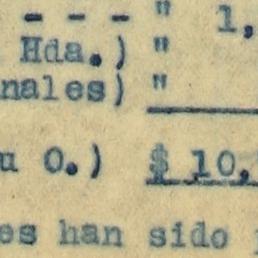 - - - " 1,
Hda.) "
nales) "
u O.) $ 10.
es han sido